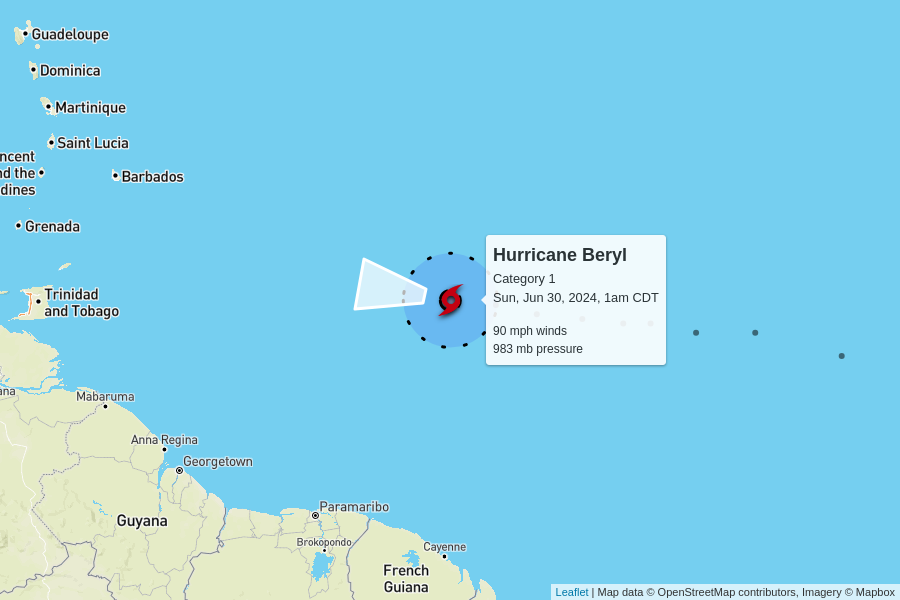 Guadeloupe
Dominica
Martinique
Saint Lucia
ncent
nd the
dines
Barbados
Grenada
Trinidad
and Tobago
Hurricane Beryl
Category 1
Sun, Jun 30, 2024, 1am CDT
90 mph winds
983 mb pressure
ana
Mabaruma
Anna Regina
Georgetown
Guyana
Paramaribo
Brokopondo
Cayenne
French
Guiana
Leaflet | Map data © OpenStreetMap contributors, Imagery © Mapbox